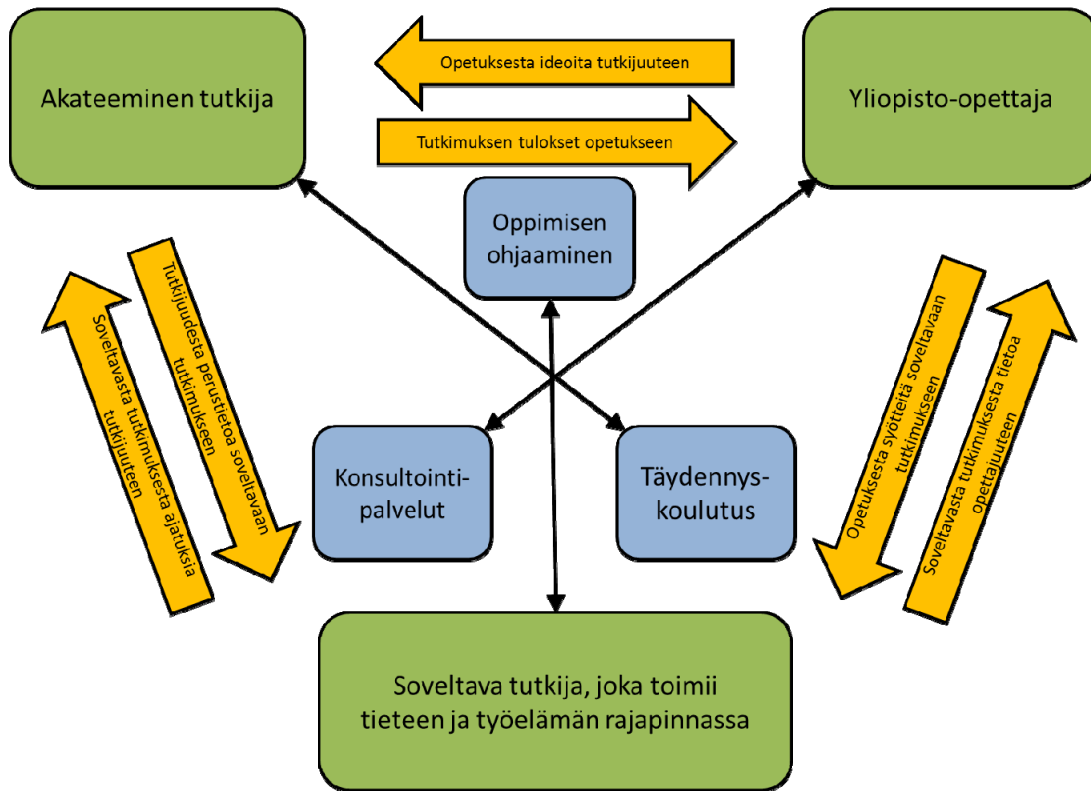 Akateeminen tutkija
Opetuksesta ideoita tutkijuuteen
Tutkimuksen tulokset opetukseen
Yliopisto-opettaja
Oppimisen
ohjaaminen
Soveltavasta tutkimuksesta ajatuksia
tutkijuuteen
Tutkijuudesta perustietoa soveltavaan
tutkimukseen
Konsultointi-
palvelut
Täydennys-
koulutus
Opetuksesta syötteitä soveltavaan
tutkimukseen
Soveltavasta tutkimuksesta tietoa
opettajuuteen
Soveltava tutkija, joka toimii
tieteen ja työelämän rajapinnassa